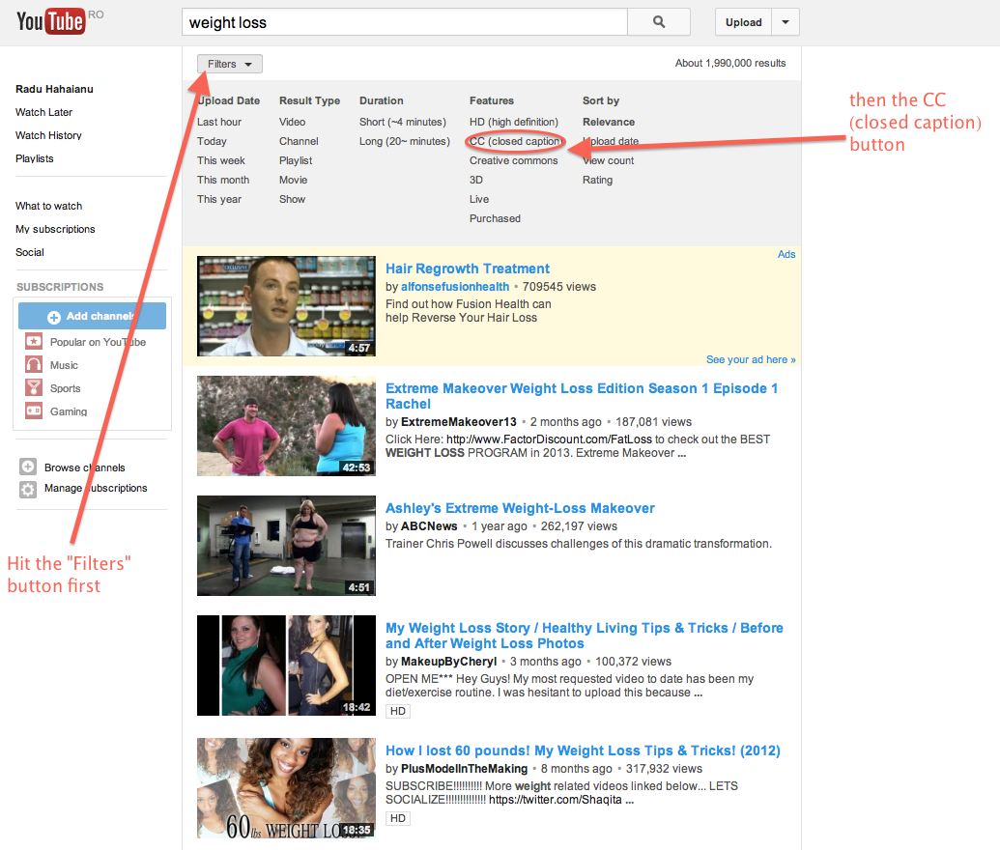 YouTube RO
weight loss
Upload
Filters
About 1,990,000 results
Radu Hahaianu
Watch Later
Watch History
Playlists
What to watch
My subscriptions
Social
SUBSCRIPTIONS
Add channels
Popular on YouTube
Music
Sports
Gaming
Browse channels
Manage subscriptions
Upload Date
Last hour
Today
This week
This month
This year
Result Type
Video
Channel
Playlist
Movie
Show
Duration
Short (~4 minutes)
Long (20~ minutes)
Features
HD (high definition)
CC (closed caption)
Creative commons
3D
Live
Purchased
Sort by
Relevance
Upload date
View count
Rating
then the CC
(closed caption)
button
Hit the "Filters"
button first
Ads
4:57
Hair Regrowth Treatment
by alfonsefusionhealth • 709545 views
Find out how Fusion Health can
help Reverse Your Hair Loss
See your ad here »
42:53
Extreme Makeover Weight Loss Edition Season 1 Episode 1
Rachel
by ExtremeMakeover13 • 2 months ago • 187,081 views
Click Here: http://www.FactorDiscount.com/FatLoss to check out the BEST
WEIGHT LOSS PROGRAM in 2013. Extreme Makeover ...
4:51
Ashley's Extreme Weight-Loss Makeover
by ABCNews • 1 year ago • 262,197 views
Trainer Chris Powell discusses challenges of this dramatic transformation.
18:42
My Weight Loss Story / Healthy Living Tips & Tricks / Before
and After Weight Loss Photos
by MakeupByCheryl • 3 months ago • 100,372 views
OPEN ME*** Hey Guys! My most requested video to date has been my
diet/exercise routine. I was hesitant to upload this because ...
HD
60 lbs WEIGHT LOSS
18:35
How I lost 60 pounds! My Weight Loss Tips & Tricks! (2012)
by PlusModelInTheMaking • 8 months ago • 317,932 views
SUBSCRIBE!!!!!!!!!! More weight related videos linked below... LETS
SOCIALIZE!!!!!!!!!!!!! https://twitter.com/Shaqita ...
HD